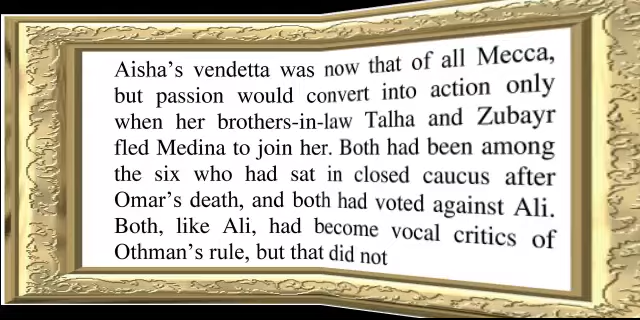 Aisha’s vendetta was now that of all Mecca,
but passion would convert into action only
when her brothers-in-law Talha and Zubayr
fled Medina to join her. Both had been among
the six who had sat in closed caucus after
Omar’s death, and both had voted against Ali.
Both, like Ali, had become vocal critics of
Othman’s rule, but that did not